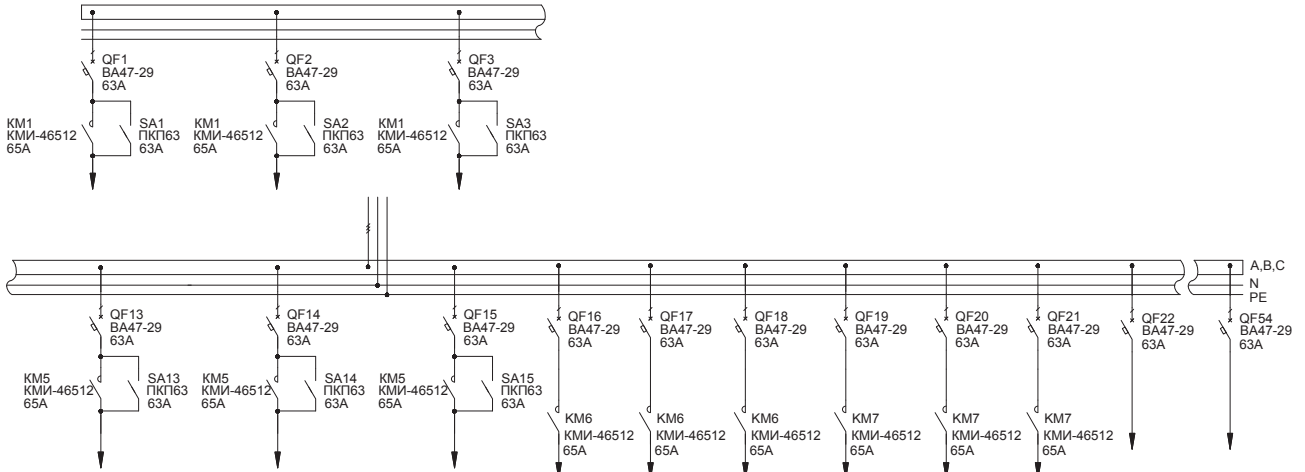 QF1
ВА47-29
63А
QF2
ВА47-29
63А
QF3
ВА47-29
63А
КМ1
КМИ-46512
65А
SA1
ПКП63
63А
КМ1
КМИ-46512
65А
SA2
ПКП63
63А
КМ1
КМИ-46512
65А
SA3
ПКП63
63А
A,B,C
N
PE
QF13
ВА47-29
63А
QF14
ВА47-29
63А
QF15
ВА47-29
63А
QF16
ВА47-29
63А
QF17
ВА47-29
63А
QF18
ВА47-29
63А
QF19
ВА47-29
63А
QF20
ВА47-29
63А
QF21
ВА47-29
63А
QF22
ВА47-29
63А
QF54
ВА47-29
63А
КМ5
КМИ-46512
65А
SA13
ПКП63
63А
КМ5
КМИ-46512
65А
SA14
ПКП63
63А
КМ5
КМИ-46512
65А
SA15
ПКП63
63А
КМ6
КМИ-46512
65А
КМ6
КМИ-46512
65А
КМ6
КМИ-46512
65А
КМ7
КМИ-46512
65А
КМ7
КМИ-46512
65А
КМ7
КМИ-46512
65А